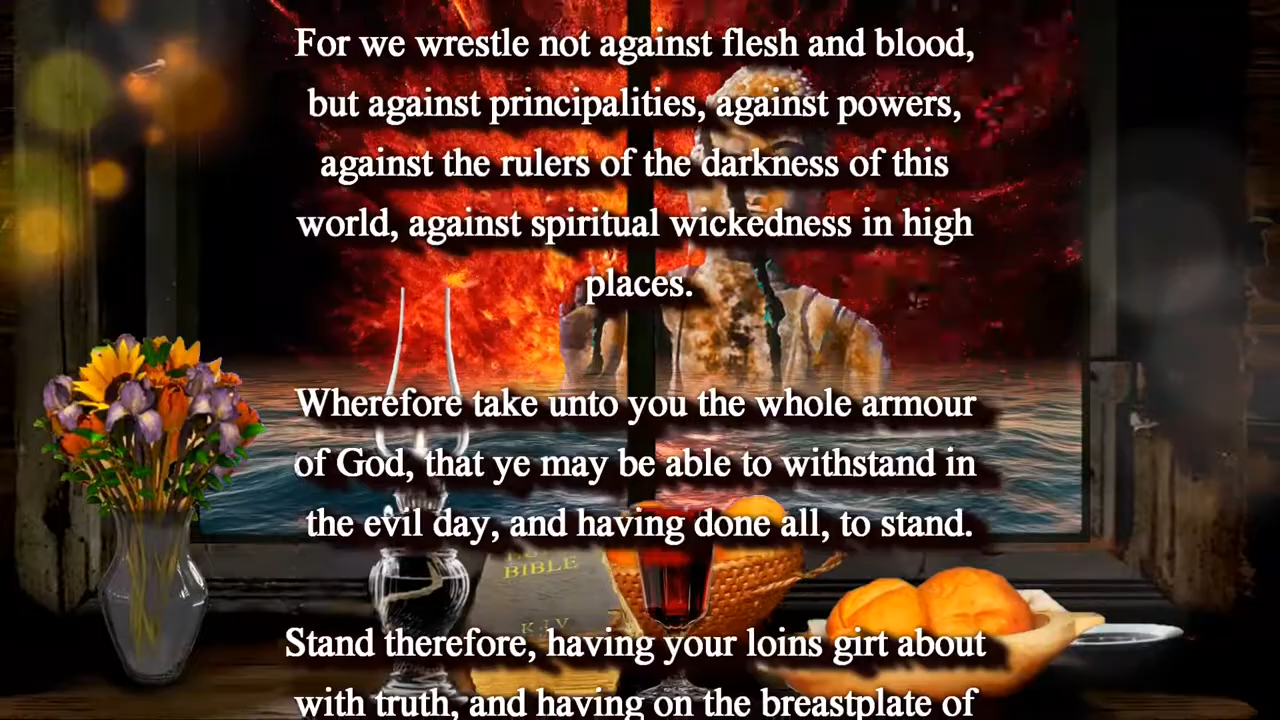 For we wrestle not against flesh and blood,
but against principalities, against powers,
against the rulers of the darkness of this
world, against spiritual wickedness in high
places.
Wherefore take unto you the whole armour
of God, that ye may be able to withstand in
the evil day, and having done all, to stand.
BIBLE
KJV
Stand therefore, having your loins girt about
with truth, and having on the breastplate of